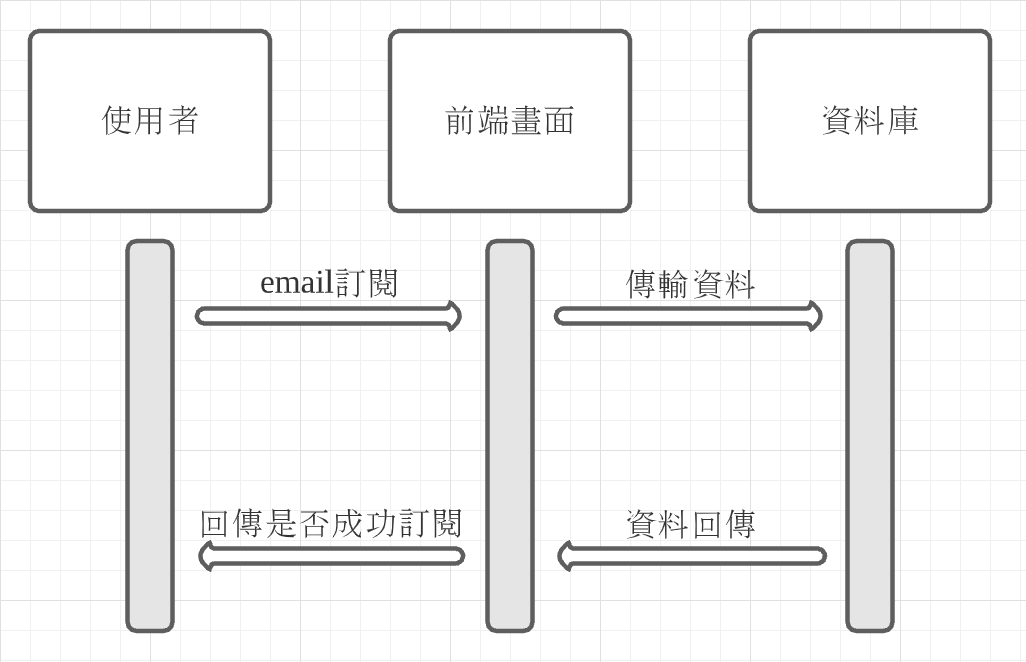 使用者
前端畫面
資料庫
email訂閱
傳輸資料
回傳是否成功訂閱
資料回傳